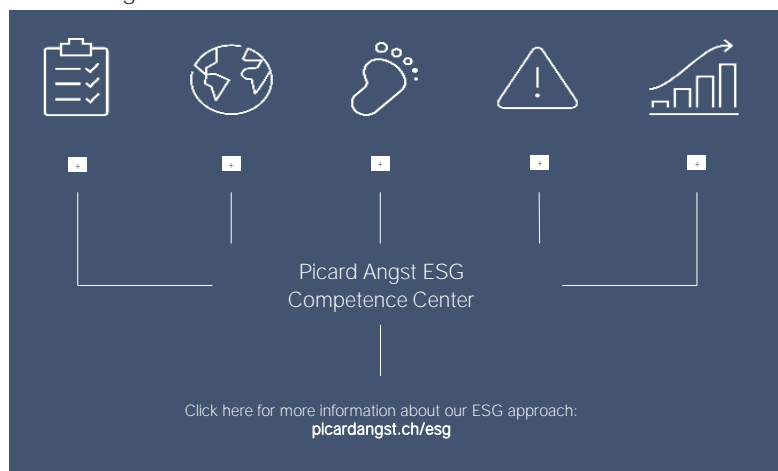 + + + + +
Picard Angst ESG
Competence Center
Click here for more information about our ESG approach:
picardangst.ch/esg